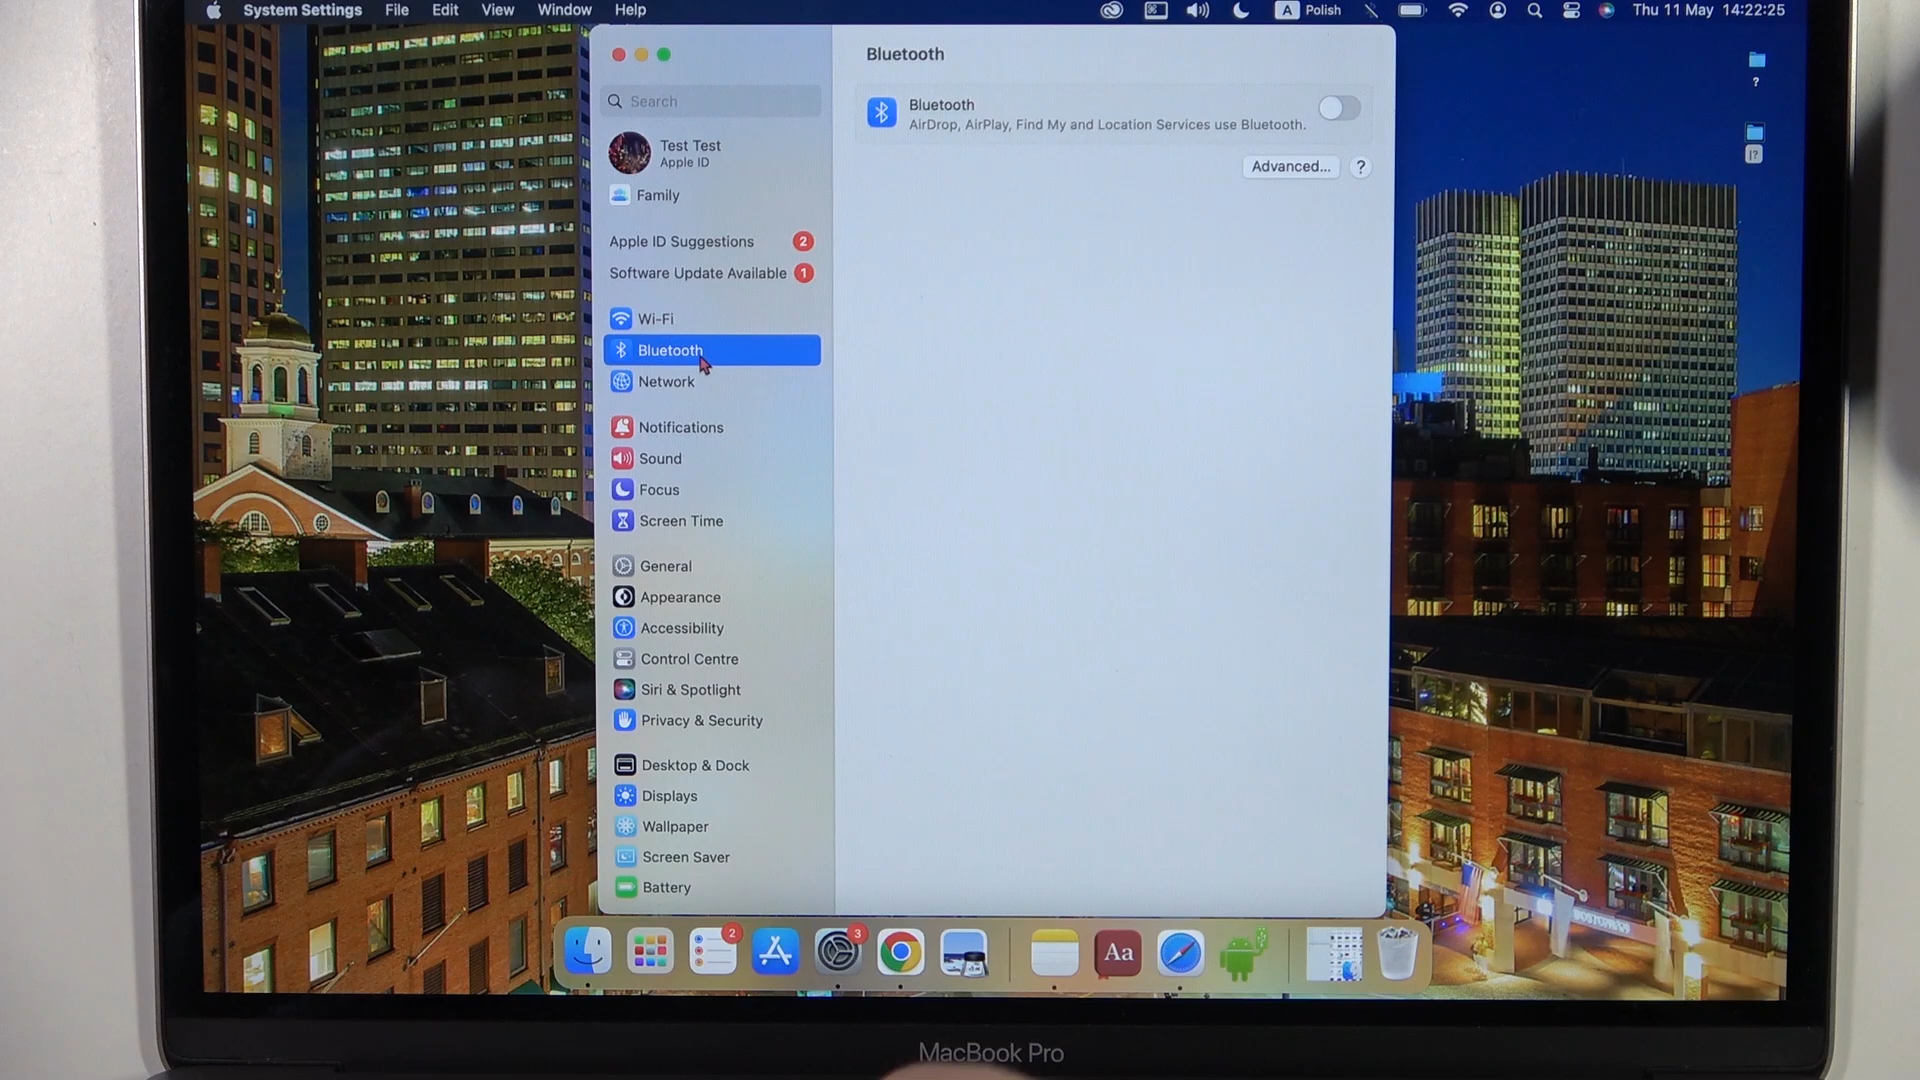 System Settings File Edit View Window Help A Polish Thu 11 May 14:22:25
Search
Test Test
Apple ID
Family
Apple ID Suggestions 2
Software Update Available 1
Wi-Fi
Bluetooth
Network
Notifications
Sound
Focus
Screen Time
General
Appearance
Accessibility
Control Centre
Siri & Spotlight
Privacy & Security
Desktop & Dock
Displays
Wallpaper
Screen Saver
Battery
Bluetooth
Bluetooth
AirDrop, AirPlay, Find My and Location Services use Bluetooth.
Advanced... ?
?
|?
2
3
Aa
MacBook Pro